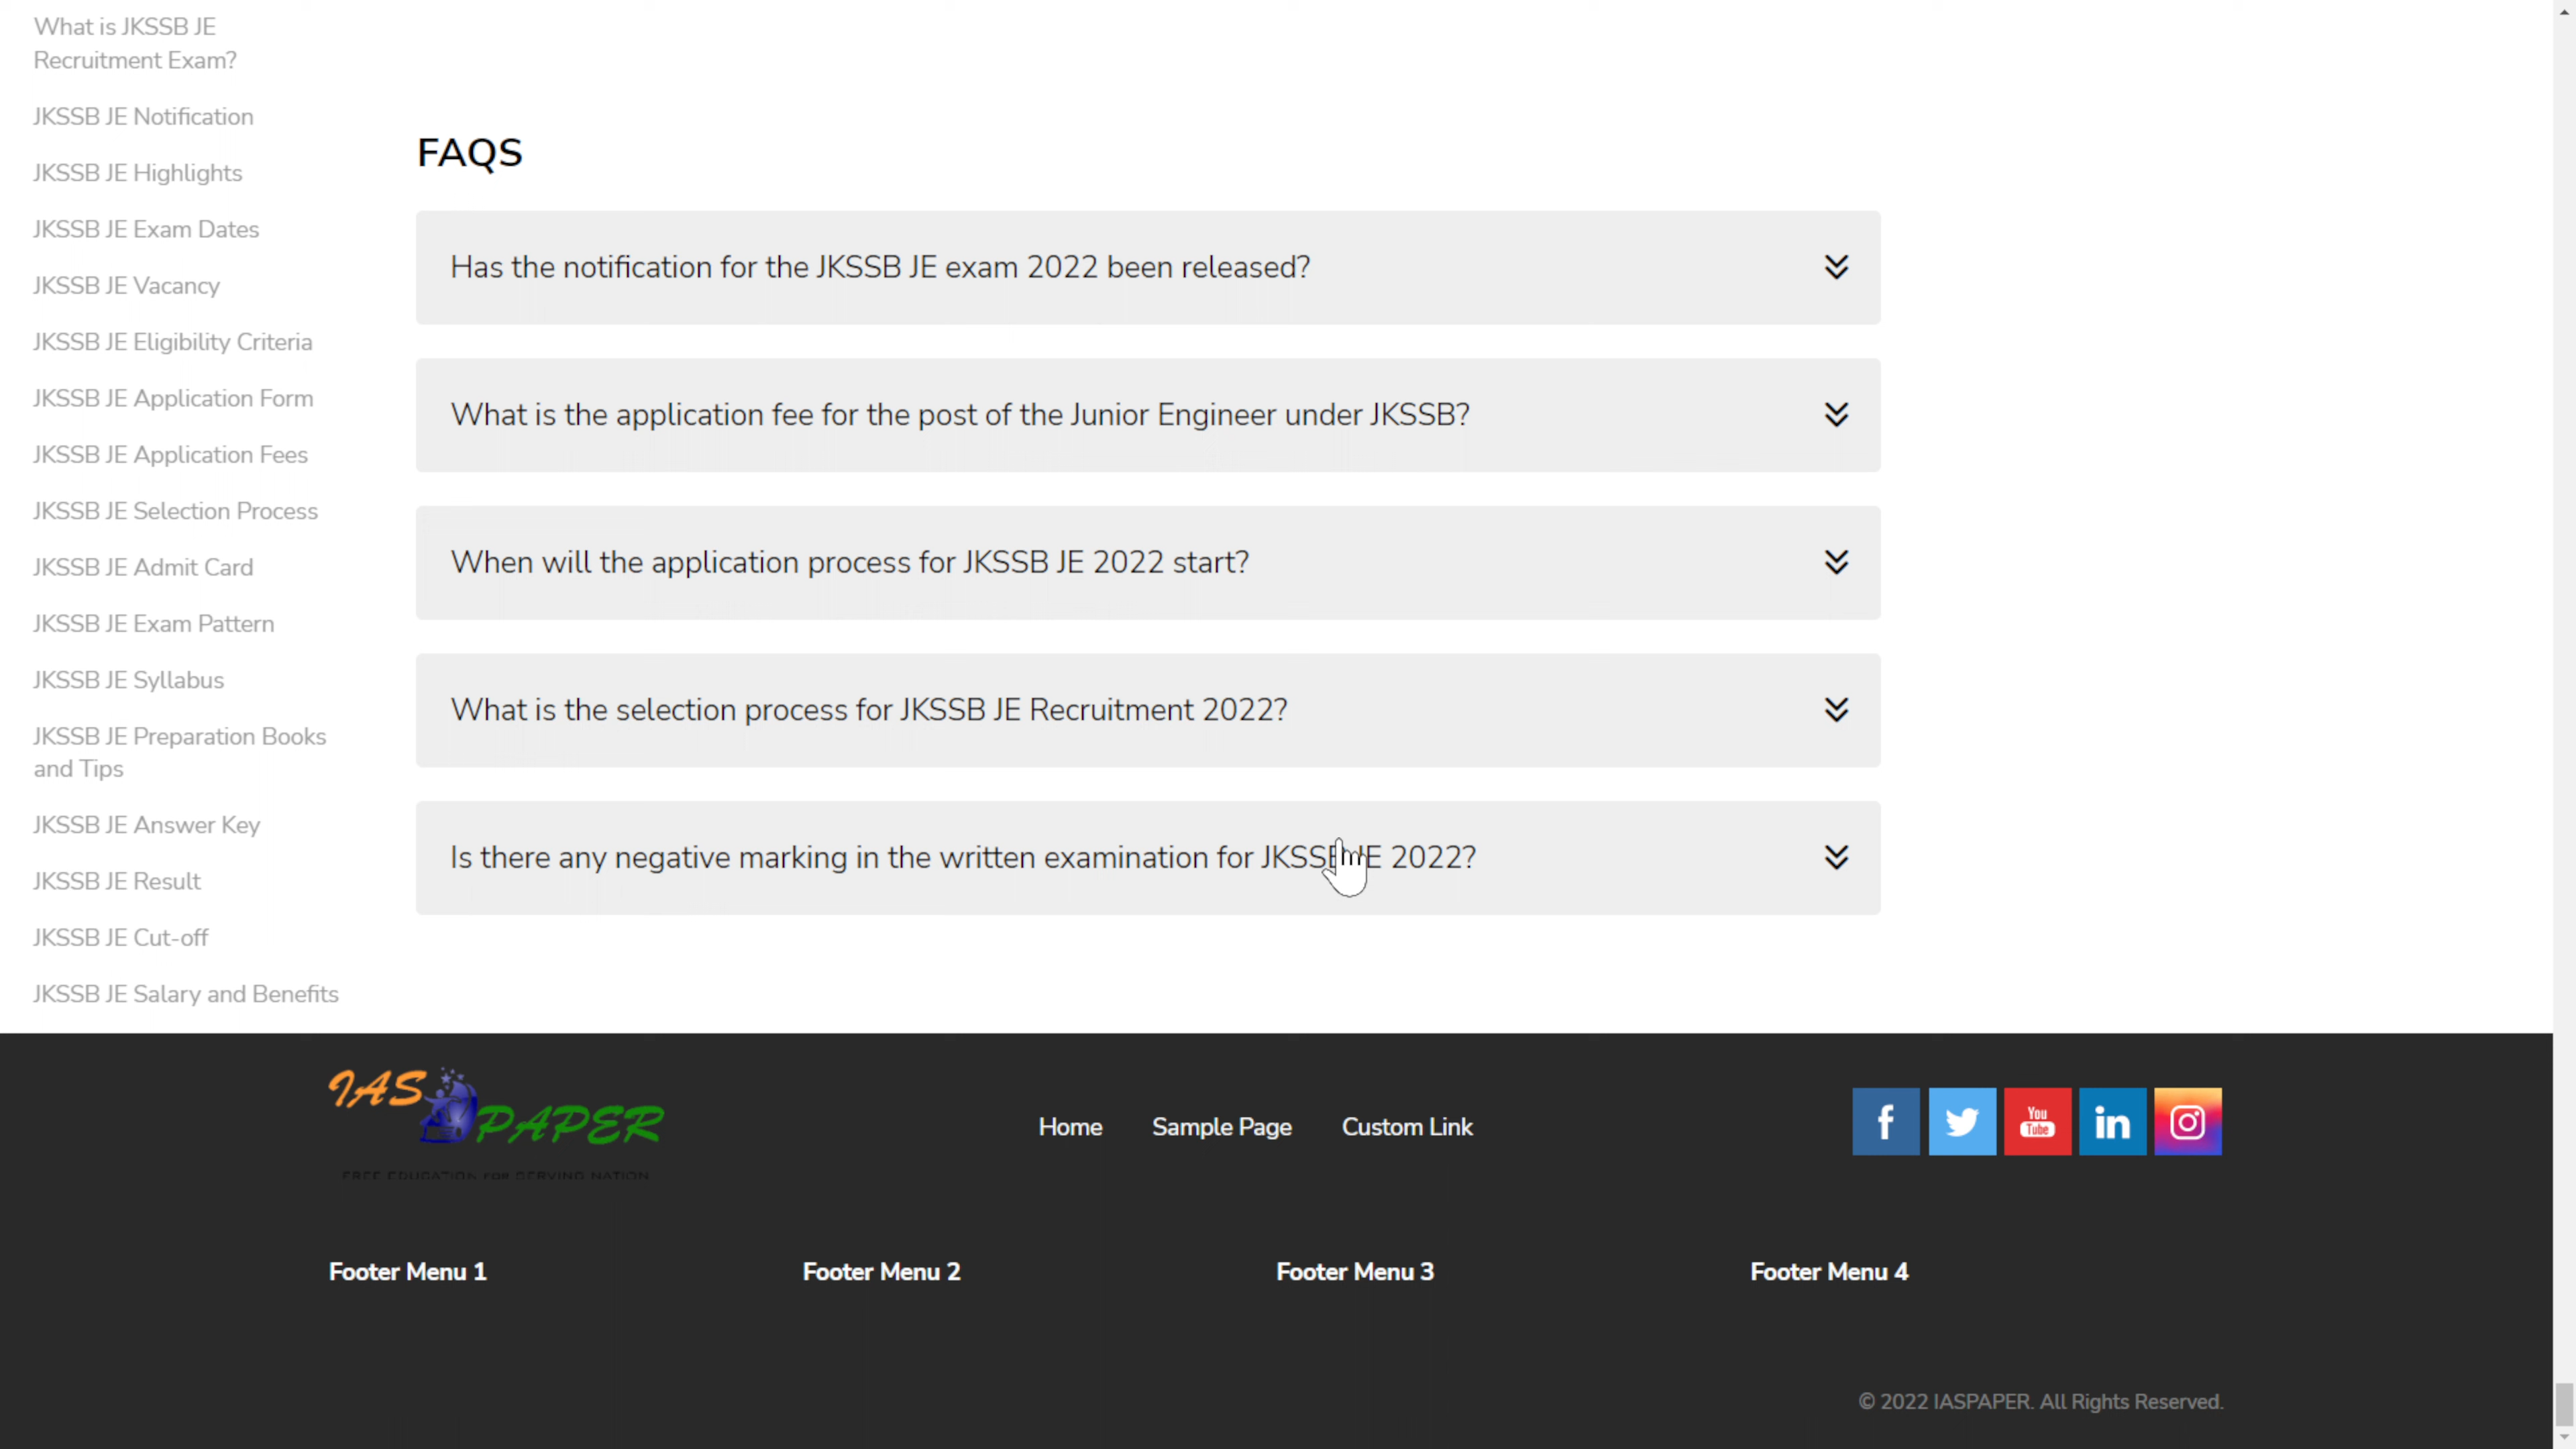 What is JKSSB JE
Recruitment Exam?
JKSSB JE Notification
JKSSB JE Highlights
JKSSB JE Exam Dates
JKSSB JE Vacancy
JKSSB JE Eligibility Criteria
JKSSB JE Application Form
JKSSB JE Application Fees
JKSSB JE Selection Process
JKSSB JE Admit Card
JKSSB JE Exam Pattern
JKSSB JE Syllabus
JKSSB JE Preparation Books
and Tips
JKSSB JE Answer Key
JKSSB JE Result
JKSSB JE Cut-off
JKSSB JE Salary and Benefits
FAQS
Has the notification for the JKSSB JE exam 2022 been released?
What is the application fee for the post of the Junior Engineer under JKSSB?
When will the application process for JKSSB JE 2022 start?
What is the selection process for JKSSB JE Recruitment 2022?
Is there any negative marking in the written examination for JKSSB JE 2022?
IAS PAPER
FREE EDUCATION FOR SERVING NATION
Home Sample Page Custom Link
f You Tube in
Footer Menu 1 Footer Menu 2 Footer Menu 3 Footer Menu 4
© 2022 IASPAPER. All Rights Reserved.